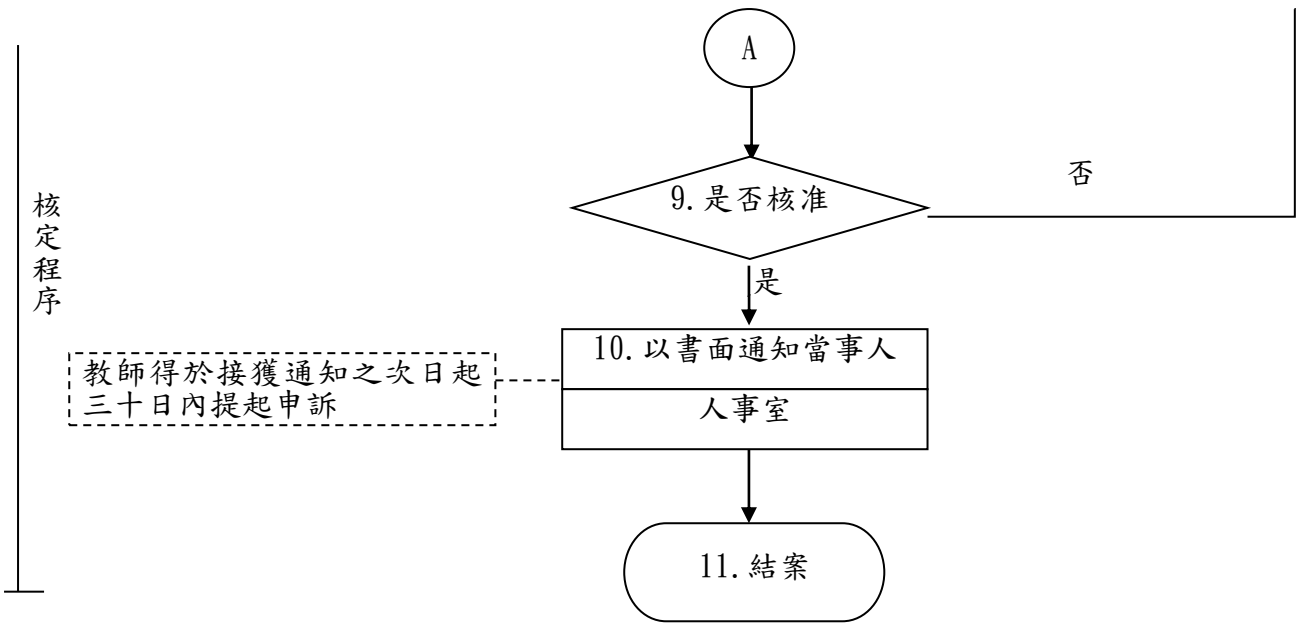 A
9.是否核准
否
核定程序
是
10.以書面通知當事人
教師得於接獲通知之次日起
三十日內提起申訴
人事室
11.結案